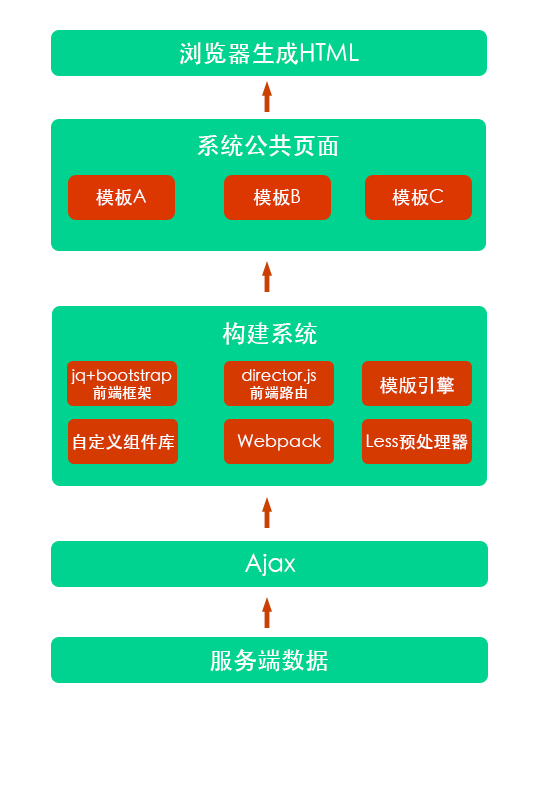 浏览器生成HTML
系统公共页面
模板A
模板B
模板C
构建系统
jq+bootstrap
前端框架
director.js
前端路由
模版引擎
自定义组件库
Webpack
Less预处理器
Ajax
服务端数据